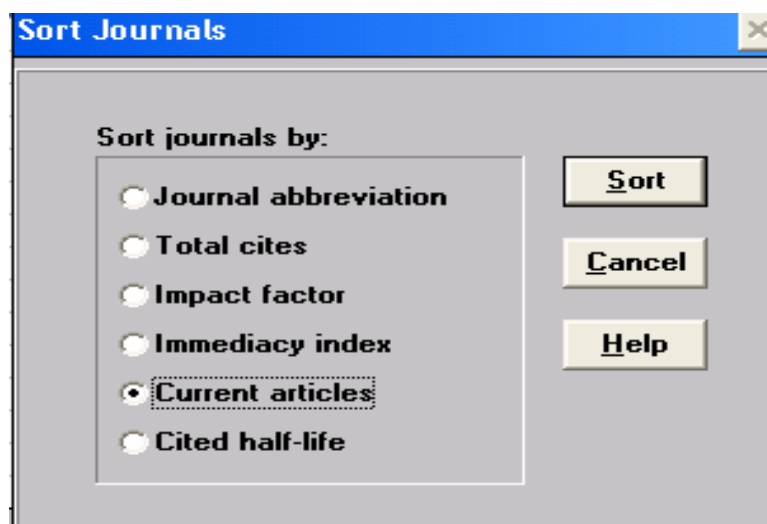 Sort Journals
Sort journals by:
Journal abbreviation
Total cites
Impact factor
Immediacy index
Current articles
Cited half-life
Sort
Cancel
Help